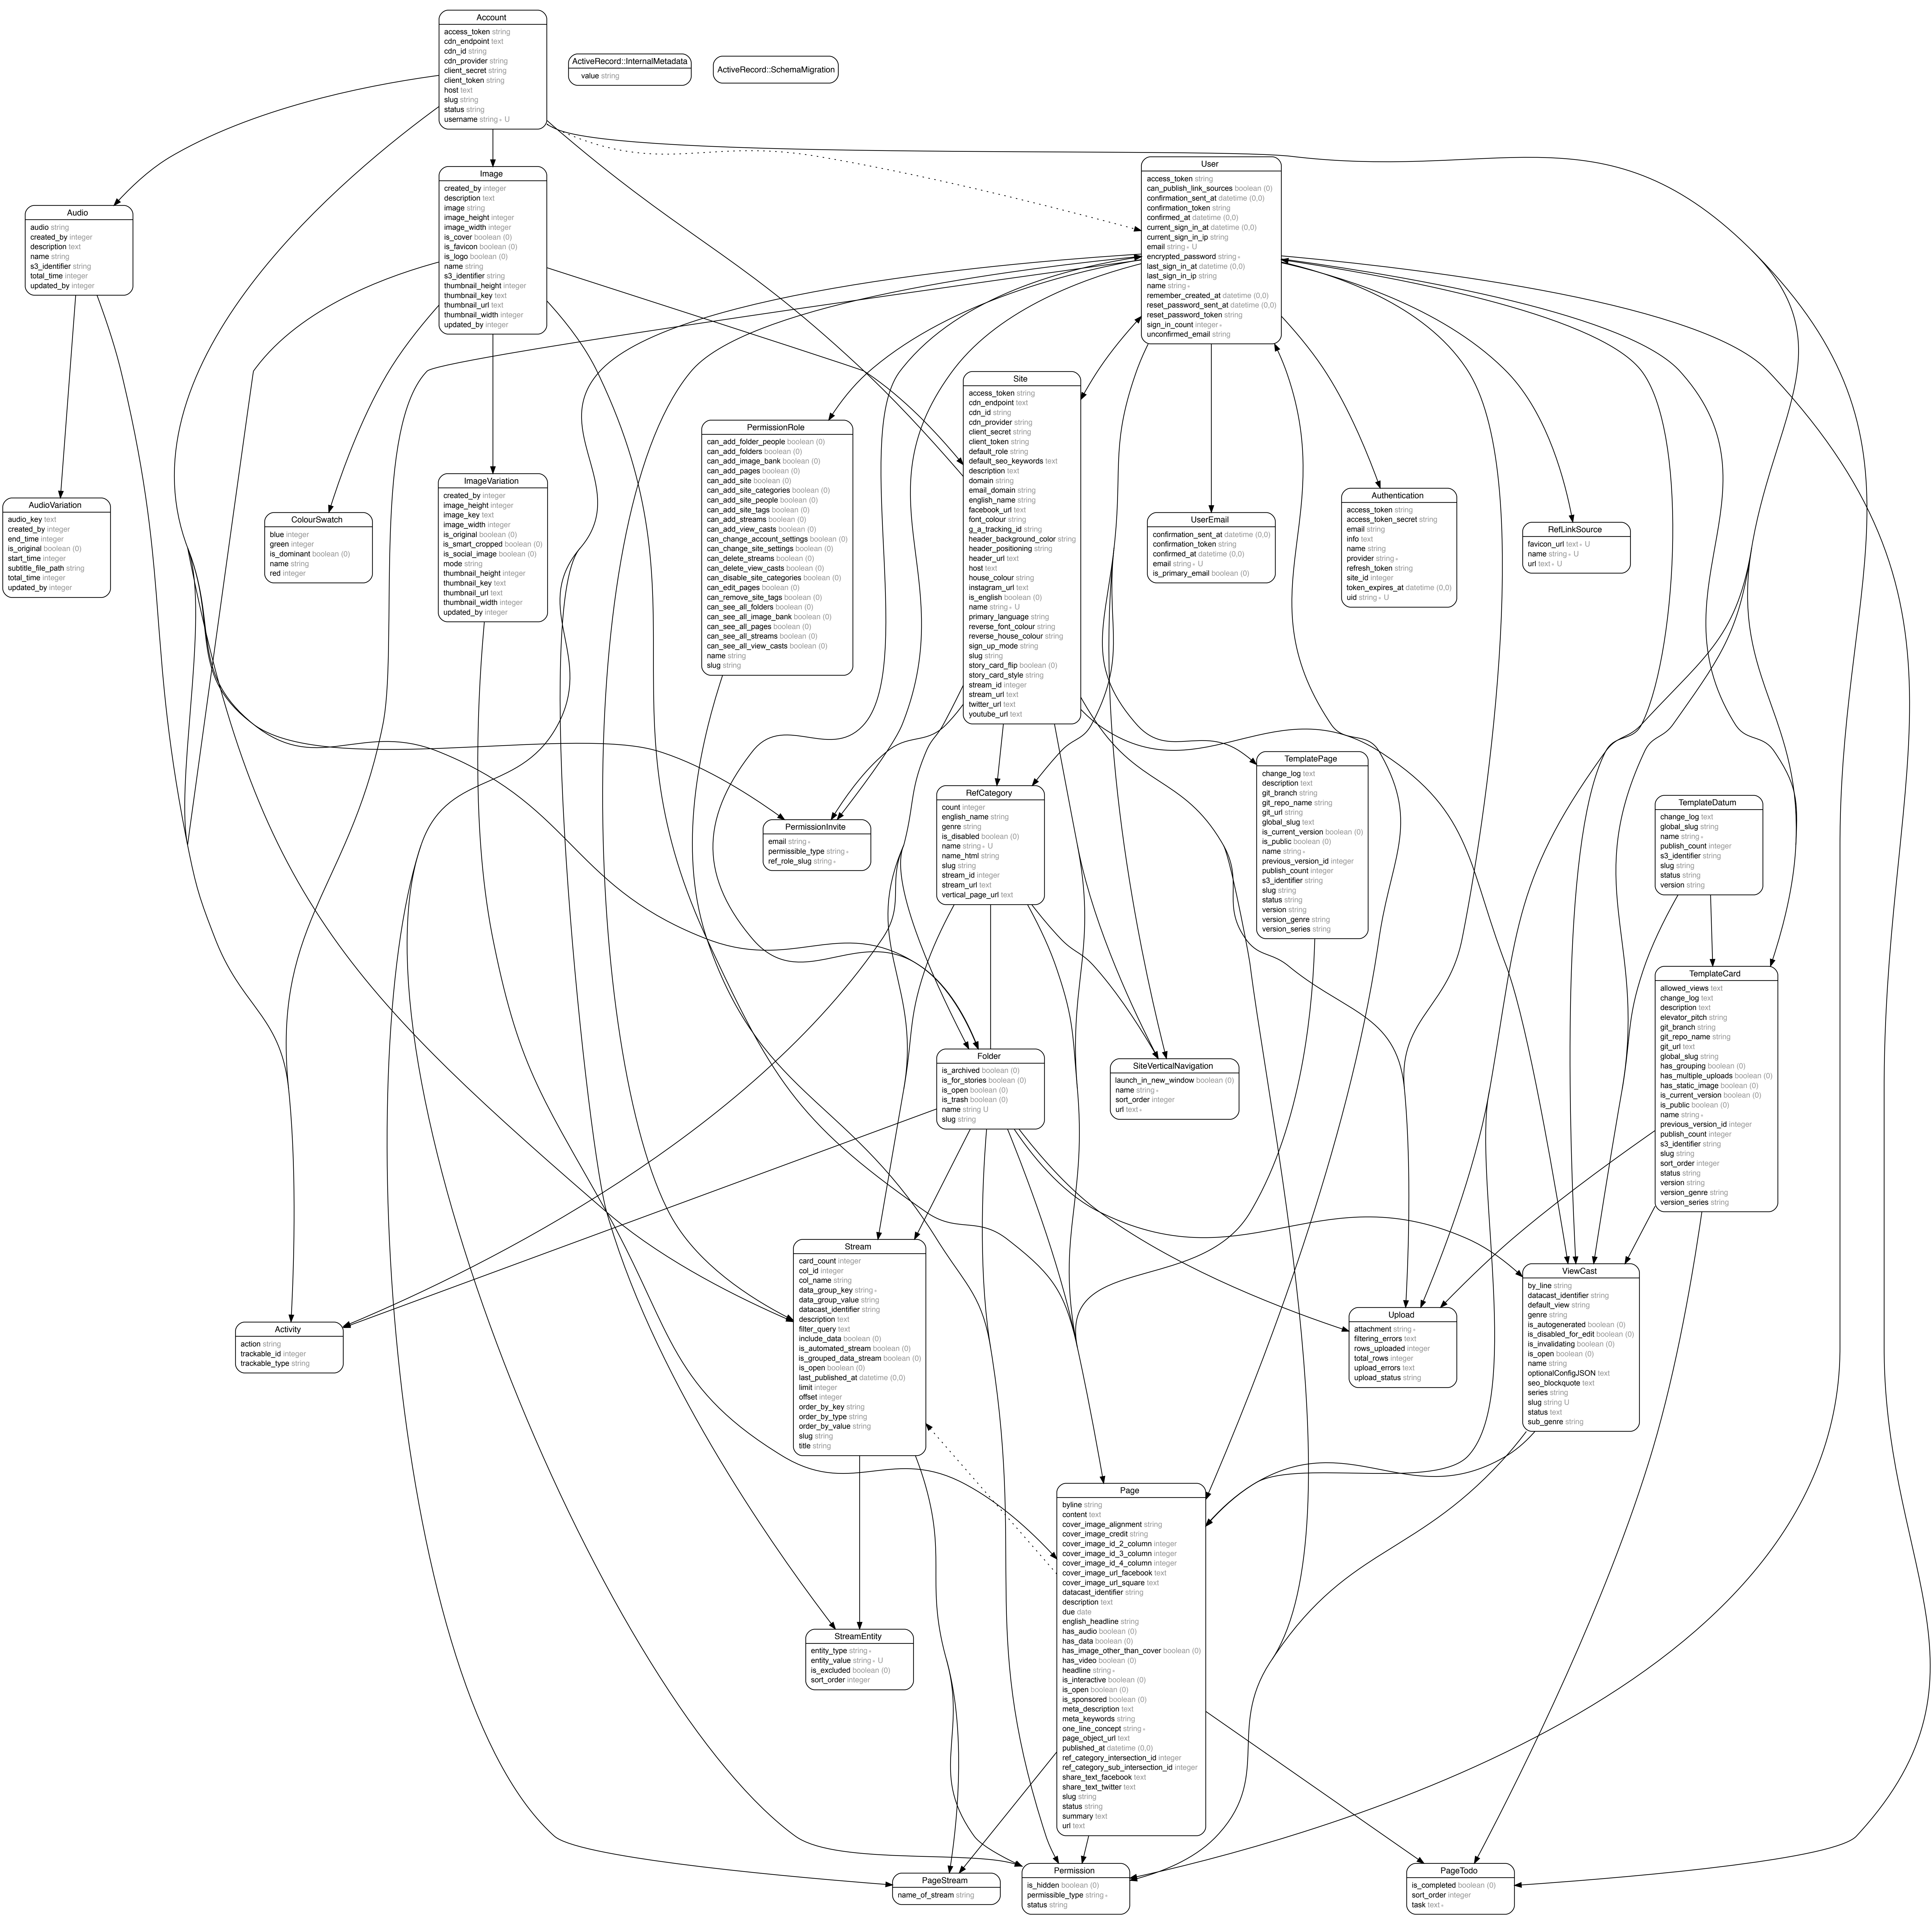 Account
access_token string
cdn_endpoint text
cdn_id string
cdn_provider string
client_secret string
client_token string
host text
slug string
status string
username string ∗ U
ActiveRecord::InternalMetadata
value string
ActiveRecord::SchemaMigration
Image
created_by integer
description text
image string
image_height integer
image_width integer
is_cover boolean (0)
is_favicon boolean (0)
is_logo boolean (0)
name string
s3_identifier string
thumbnail_height integer
thumbnail_key text
thumbnail_url text
thumbnail_width integer
updated_by integer
User
access_token string
can_publish_link_sources boolean (0)
confirmation_sent_at datetime (0,0)
confirmation_token string
confirmed_at datetime (0,0)
current_sign_in_at datetime (0,0)
current_sign_in_ip string
email string ∗ U
encrypted_password string ∗
last_sign_in_at datetime (0,0)
last_sign_in_ip string
name string ∗
remember_created_at datetime (0,0)
reset_password_sent_at datetime (0,0)
reset_password_token string
sign_in_count integer ∗
unconfirmed_email string
Audio
audio string
created_by integer
description text
name string
s3_identifier string
total_time integer
updated_by integer
Site
access_token string
cdn_endpoint text
cdn_id string
cdn_provider string
client_secret string
client_token string
default_role string
default_seo_keywords text
description text
domain string
email_domain string
english_name string
facebook_url text
font_colour string
g_a_tracking_id string
header_background_color string
header_positioning string
header_url text
host text
house_colour string
instagram_url text
is_english boolean (0)
name string ∗ U
primary_language string
reverse_font_colour string
reverse_house_colour string
sign_up_mode string
slug string
story_card_flip boolean (0)
story_card_style string
stream_id integer
stream_url text
twitter_url text
youtube_url text
PermissionRole
can_add_folder_people boolean (0)
can_add_folders boolean (0)
can_add_image_bank boolean (0)
can_add_pages boolean (0)
can_add_site boolean (0)
can_add_site_categories boolean (0)
can_add_site_people boolean (0)
can_add_site_tags boolean (0)
can_add_streams boolean (0)
can_add_view_casts boolean (0)
can_change_account_settings boolean (0)
can_change_site_settings boolean (0)
can_delete_streams boolean (0)
can_delete_view_casts boolean (0)
can_disable_site_categories boolean (0)
can_edit_pages boolean (0)
can_remove_site_tags boolean (0)
can_see_all_folders boolean (0)
can_see_all_image_bank boolean (0)
can_see_all_pages boolean (0)
can_see_all_streams boolean (0)
can_see_all_view_casts boolean (0)
name string
slug string
ImageVariation
created_by integer
image_height integer
image_key text
image_width integer
is_original boolean (0)
is_smart_cropped boolean (0)
is_social_image boolean (0)
mode string
thumbnail_height integer
thumbnail_key text
thumbnail_url text
thumbnail_width integer
updated_by integer
AudioVariation
audio_key text
created_by integer
end_time integer
is_original boolean (0)
start_time integer
subtitle_file_path string
total_time integer
updated_by integer
ColourSwatch
blue integer
green integer
is_dominant boolean (0)
name string
red integer
UserEmail
confirmation_sent_at datetime (0,0)
confirmation_token string
confirmed_at datetime (0,0)
email string ∗ U
is_primary_email boolean (0)
Authentication
access_token string
access_token_secret string
email string
info text
name string
provider string ∗
refresh_token string
site_id integer
token_expires_at datetime (0,0)
uid string ∗ U
RefLinkSource
favicon_url text ∗ U
name string ∗ U
url text ∗ U
TemplatePage
change_log text
description text
git_branch string
git_repo_name string
git_url string
global_slug text
is_current_version boolean (0)
is_public boolean (0)
name string ∗
previous_version_id integer
publish_count integer
s3_identifier string
slug string
status string
version string
version_genre string
version_series string
RefCategory
count integer
english_name string
genre string
is_disabled boolean (0)
name string ∗ U
name_html string
slug string
stream_id integer
stream_url text
vertical_page_url text
TemplateDatum
change_log text
global_slug string
name string ∗
publish_count integer
s3_identifier string
slug string
status string
version string
PermissionInvite
email string ∗
permissible_type string ∗
ref_role_slug string ∗
TemplateCard
allowed_views text
change_log text
description text
elevator_pitch string
git_branch string
git_repo_name string
git_url text
global_slug string
has_grouping boolean (0)
has_multiple_uploads boolean (0)
has_static_image boolean (0)
is_current_version boolean (0)
is_public boolean (0)
name string ∗
previous_version_id integer
publish_count integer
s3_identifier string
slug string
sort_order integer
status string
version string
version_genre string
version_series string
Folder
is_archived boolean (0)
is_for_stories boolean (0)
is_open boolean (0)
is_trash boolean (0)
name string U
slug string
SiteVerticalNavigation
launch_in_new_window boolean (0)
name string ∗
sort_order integer
url text ∗
Stream
card_count integer
col_id integer
col_name string
data_group_key string ∗
data_group_value string
datacast_identifier string
description text
filter_query text
include_data boolean (0)
is_automated_stream boolean (0)
is_grouped_data_stream boolean (0)
is_open boolean (0)
last_published_at datetime (0,0)
limit integer
offset integer
order_by_key string
order_by_type string
order_by_value string
slug string
title string
ViewCast
by_line string
datacast_identifier string
default_view string
genre string
is_autogenerated boolean (0)
is_disabled_for_edit boolean (0)
is_invalidating boolean (0)
is_open boolean (0)
name string
optionalConfigJSON text
seo_blockquote text
series string
slug string U
status text
sub_genre string
Upload
attachment string ∗
filtering_errors text
rows_uploaded integer
total_rows integer
upload_errors text
upload_status string
Activity
action string
trackable_id integer
trackable_type string
Page
byline string
content text
cover_image_alignment string
cover_image_credit string
cover_image_id_2_column integer
cover_image_id_3_column integer
cover_image_id_4_column integer
cover_image_url_facebook text
cover_image_url_square text
datacast_identifier string
description text
due date
english_headline string
has_audio boolean (0)
has_data boolean (0)
has_image_other_than_cover boolean (0)
has_video boolean (0)
headline string ∗
is_interactive boolean (0)
is_open boolean (0)
is_sponsored boolean (0)
meta_description text
meta_keywords string
one_line_concept string ∗
page_object_url text
published_at datetime (0,0)
ref_category_intersection_id integer
ref_category_sub_intersection_id integer
share_text_facebook text
share_text_twitter text
slug string
status string
summary text
url text
StreamEntity
entity_type string ∗
entity_value string ∗ U
is_excluded boolean (0)
sort_order integer
PageStream
name_of_stream string
Permission
is_hidden boolean (0)
permissible_type string ∗
status string
PageTodo
is_completed boolean (0)
sort_order integer
task text ∗